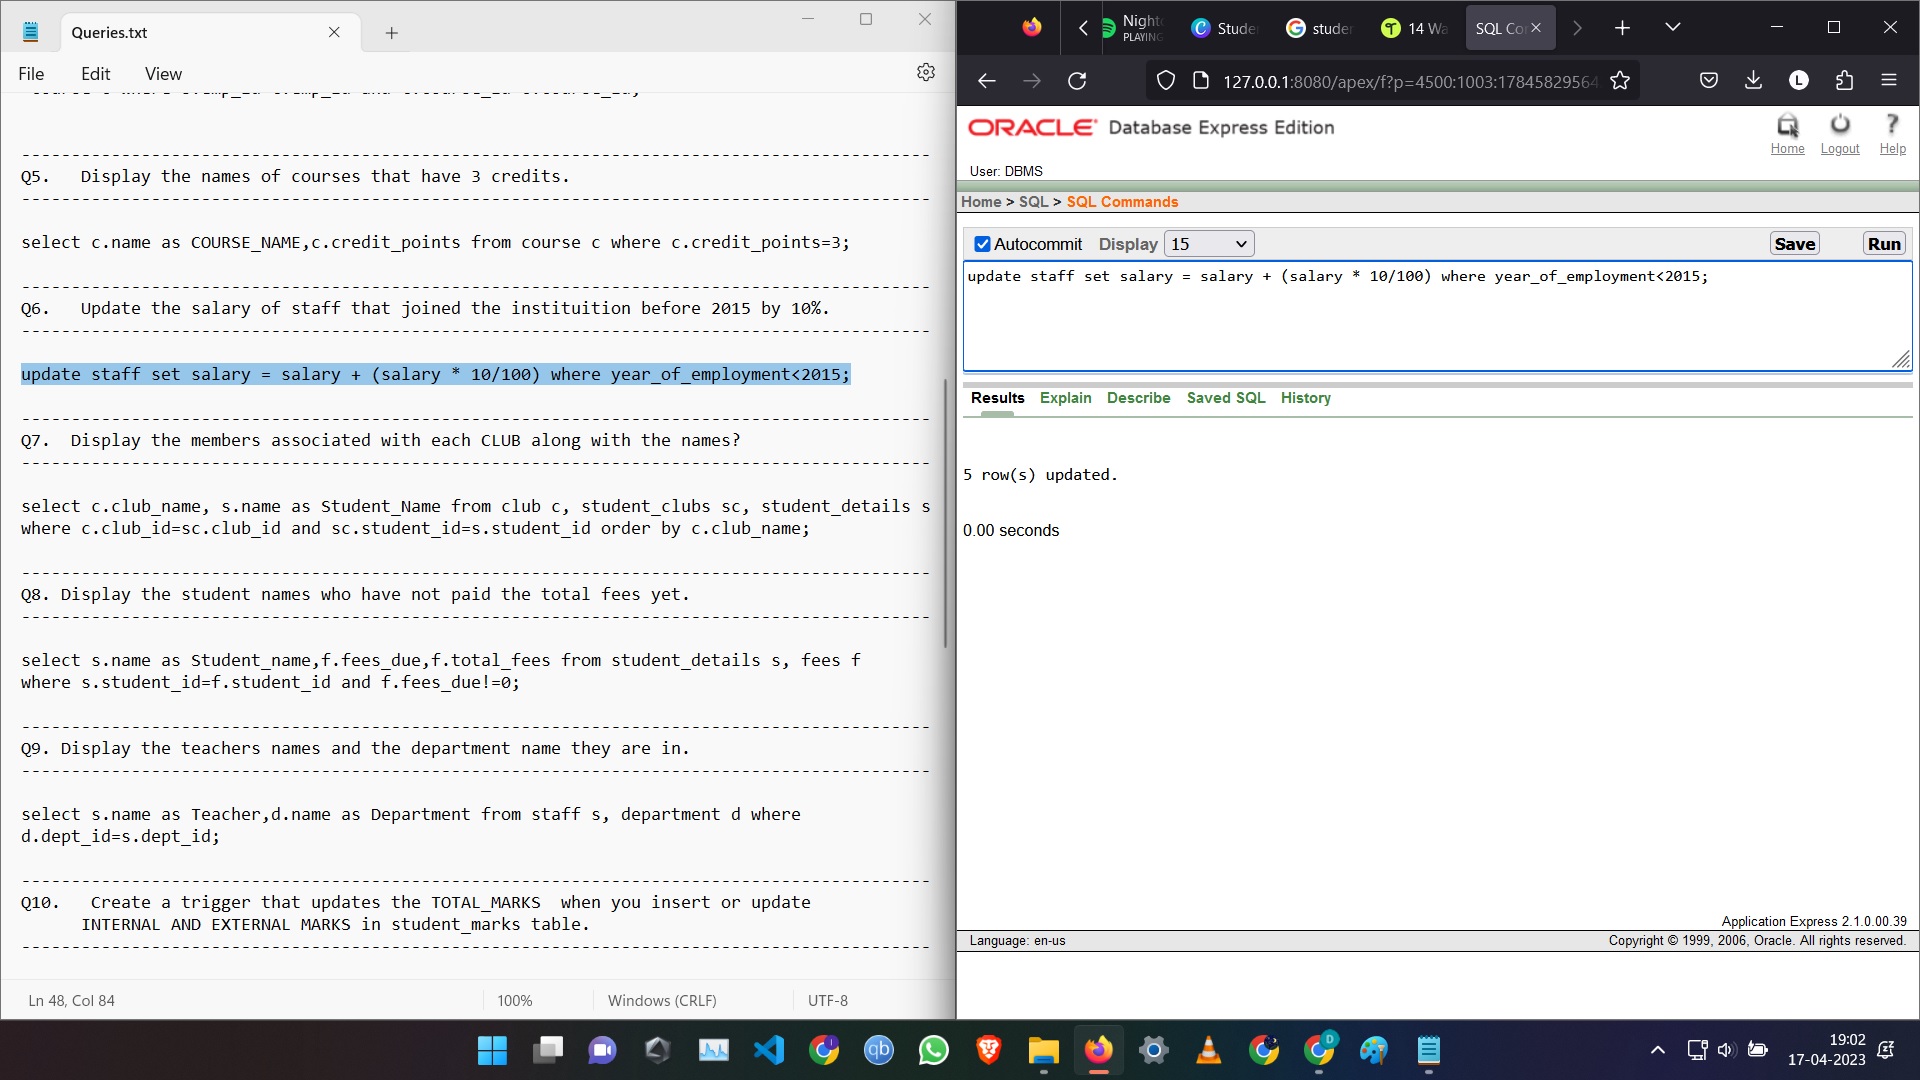 Queries.txt
File Edit View
Q5. Display the names of courses that have 3 credits.
select c.name as COURSE_NAME,c.credit_points from course c where c.credit_points=3;
Q6. Update the salary of staff that joined the instituition before 2015 by 10%.
update staff set salary = salary + (salary * 10/100) where year_of_employment<2015;
Q7. Display the members associated with each CLUB along with the names?
select c.club_name, s.name as Student_Name from club c, student_clubs sc, student_details s
where c.club_id=sc.club_id and sc.student_id=s.student_id order by c.club_name;
Q8. Display the student names who have not paid the total fees yet.
select s.name as Student_name,f.fees_due,f.total_fees from student_details s, fees f
where s.student_id=f.student_id and f.fees_due!=0;
Q9. Display the teachers names and the department name they are in.
select s.name as Teacher,d.name as Department from staff s, department d where
d.dept_id=s.dept_id;
Q10. Create a trigger that updates the TOTAL_MARKS when you insert or update
INTERNAL AND EXTERNAL MARKS in student_marks table.
Ln 48, Col 84 100% Windows (CRLF) UTF-8
Nightc
PLAYING
Studen studen 14 Wa SQL Co
127.0.0.1:8080/apex/f?p=4500:1003:17845829564
ORACLE Database Express Edition
Home Logout Help
User: DBMS
Home > SQL > SQL Commands
Autocommit Display 15 Save Run
update staff set salary = salary + (salary * 10/100) where year_of_employment<2015;
Results Explain Describe Saved SQL History
5 row(s) updated.
0.00 seconds
Application Express 2.1.0.00.39
Language: en-us Copyright © 1999, 2006, Oracle. All rights reserved.
19:02
17-04-2023